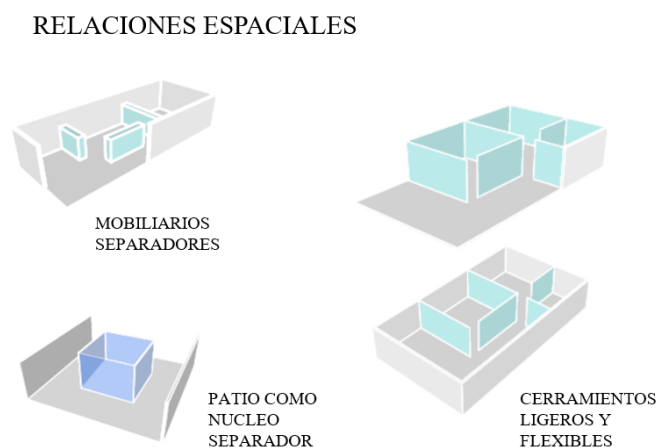 RELACIONES ESPACIALES
MOBILIARIOS
SEPARADORES
PATIO COMO
NUCLEO
SEPARADOR
CERRAMIENTOS
LIGEROS Y
FLEXIBLES